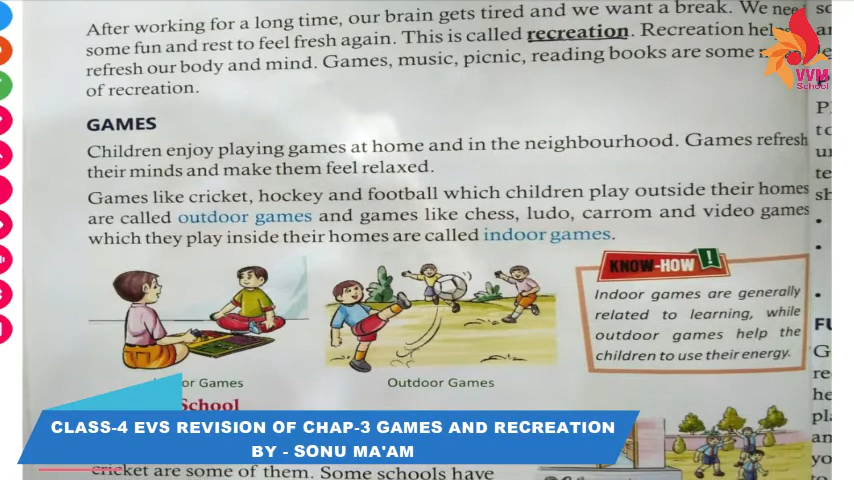 After working for a long time, our brain gets tired and we want a break. We need
some fun and rest to feel fresh again. This is called recreation. Recreation
refresh our body and mind. Games, music, picnic, reading books are some
of recreation.
VVM
School
GAMES
Children enjoy playing games at home and in the neighbourhood. Games refresh
their minds and make them feel relaxed.
Games like cricket, hockey and football which children play outside their homes
are called outdoor games and games like chess, ludo, carrom and video games
which they play inside their homes are called indoor games.
KNOW-HOW !
Indoor games are generally
related to learning, while
outdoor games help the
children to use their energy.
Games
Outdoor Games
School
CLASS-4 EVS REVISION OF CHAP-3 GAMES AND RECREATION
BY - SONU MA'AM
cricket are some of them. Some schools have